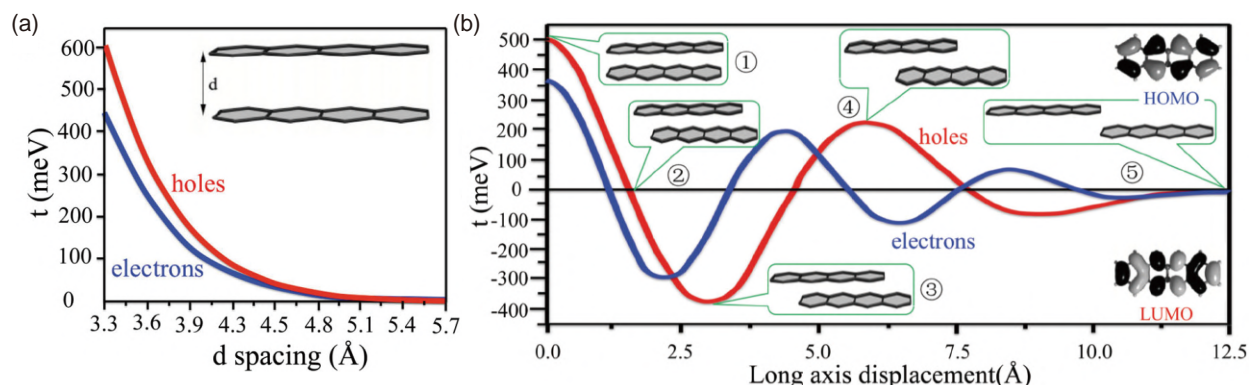 (a)
600
500
400
300
200
100
0
t (meV)
d
holes
electrons
3.3 3.6 3.9 4.3 4.5 4.8 5.1 5.4 5.7
d spacing (Å)
(b)
500
400
300
200
100
0
-100
-200
-300
-400
t (meV)
①
②
③
④
⑤
holes
electrons
HOMO
LUMO
0.0 2.5 5.0 7.5 10.0 12.5
Long axis displacement(Å)